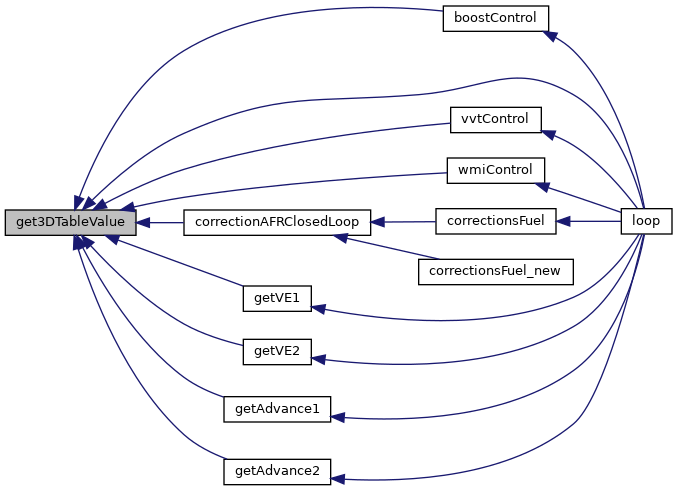 boostControl
vvtControl
wmiControl
get3DTableValue
correctionAFRClosedLoop
correctionsFuel
loop
correctionsFuel_new
getVE1
getVE2
getAdvance1
getAdvance2